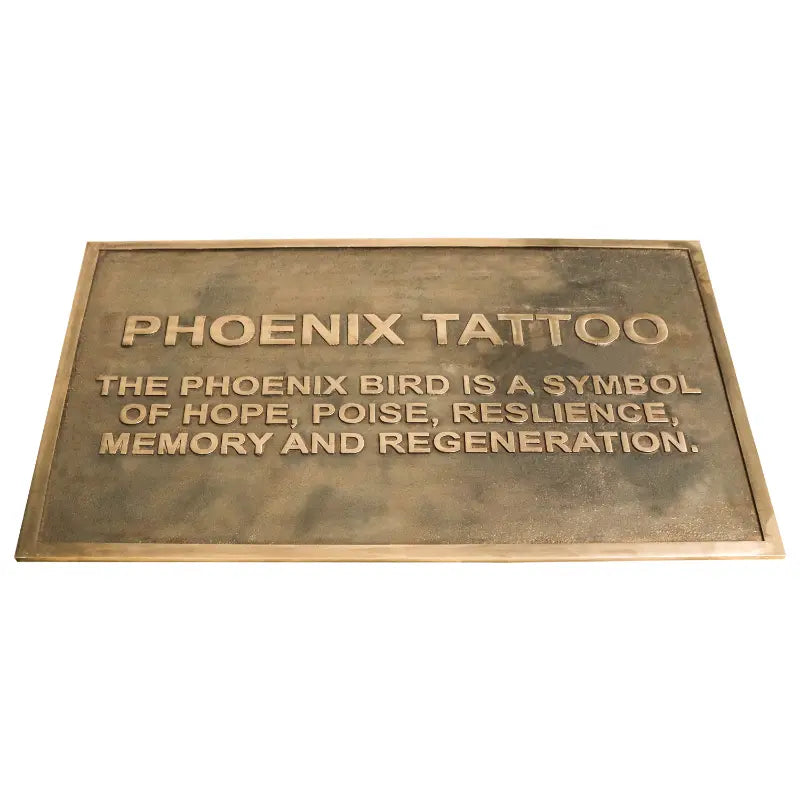 PHOENIX TATTOO
THE PHOENIX BIRD IS A SYMBOL
OF HOPE, POISE, RESLIENCE,
MEMORY AND REGENERATION.